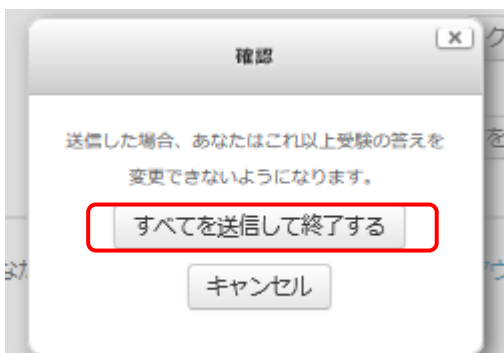 確認
送信した場合、あなたはこれ以上受験の答えを
変更できないようになります。
すべてを送信して終了する
キャンセル